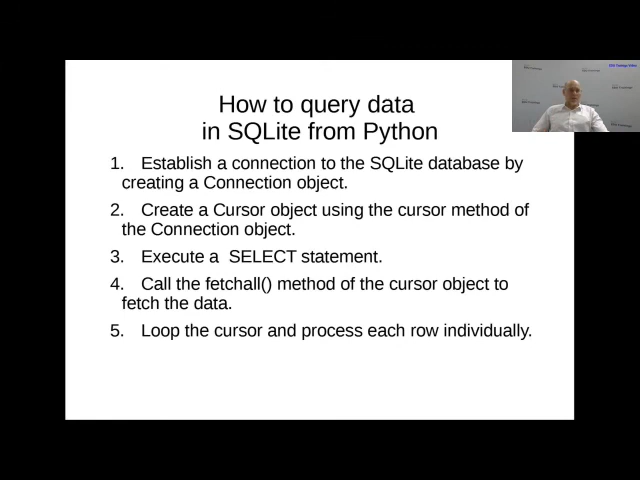 How to query data
in SQLite from Python
1. Establish a connection to the SQLite database by
creating a Connection object.
2. Create a Cursor object using the cursor method of
the Connection object.
3. Execute a  SELECT statement.
4. Call the fetchall() method of the cursor object to
fetch the data.
5. Loop the cursor and process each row individually.